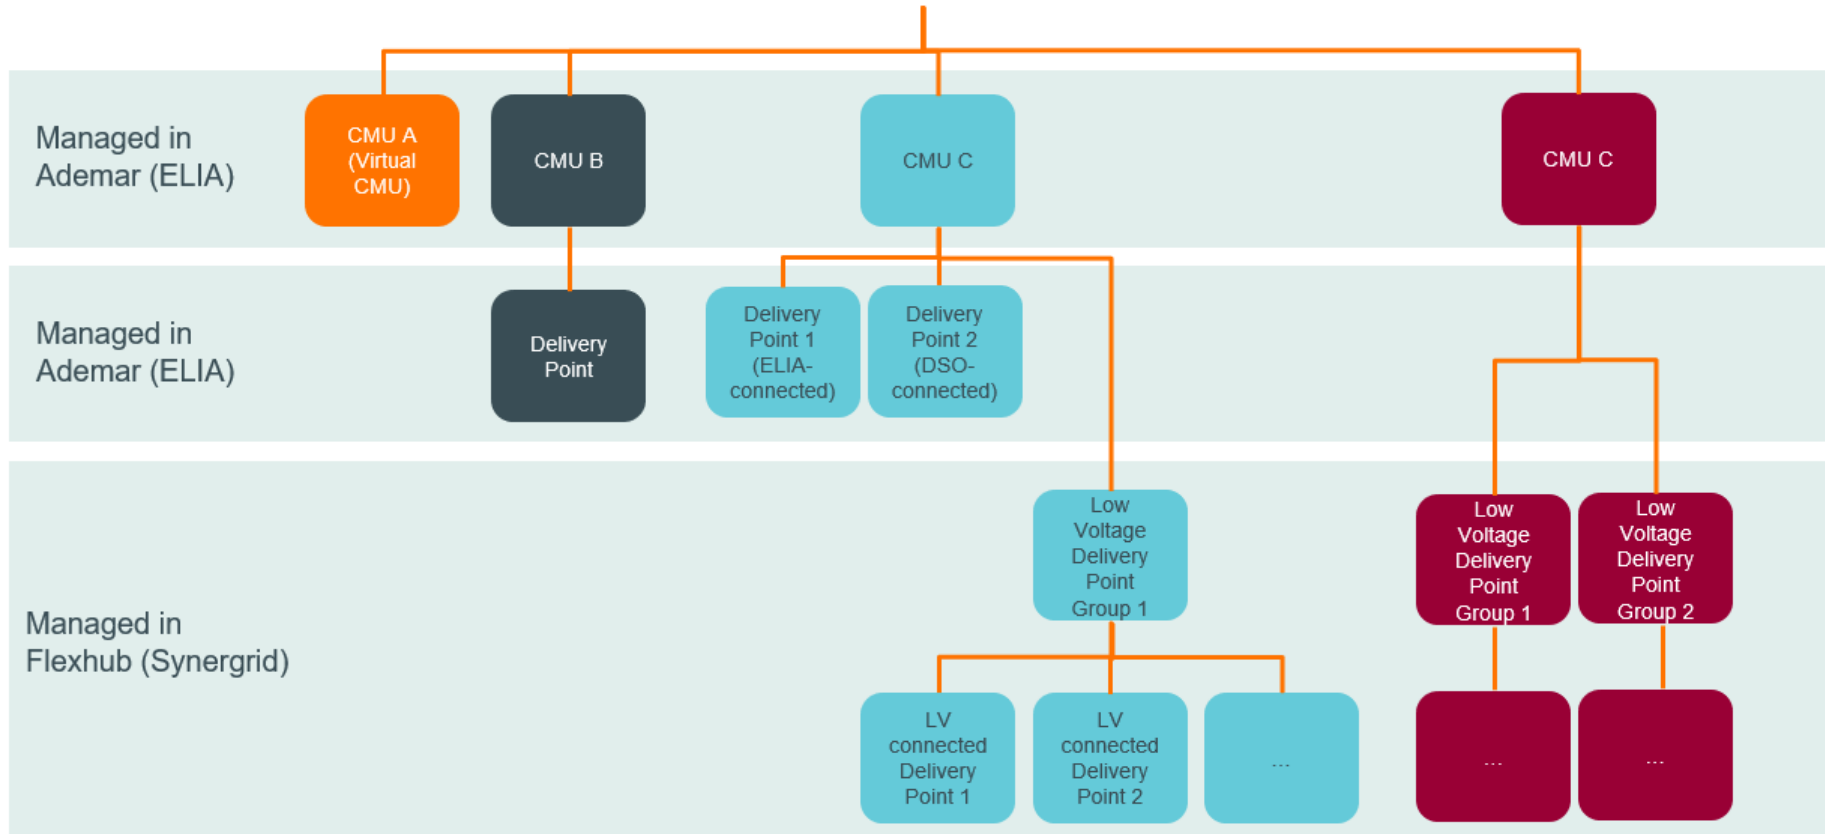 Managed in
Ademar (ELIA)
CMU A
(Virtual
CMU)
CMU B
CMU C
CMU C
Managed in
Ademar (ELIA)
Delivery
Point
Delivery
Point 1
(ELIA-
connected)
Delivery
Point 2
(DSO-
connected)
Managed in
Flexhub (Synergrid)
Low
Voltage
Delivery
Point
Group 1
Low
Voltage
Delivery
Point
Group 1
Low
Voltage
Delivery
Point
Group 2
LV
connected
Delivery
Point 1
LV
connected
Delivery
Point 2
...
...
...